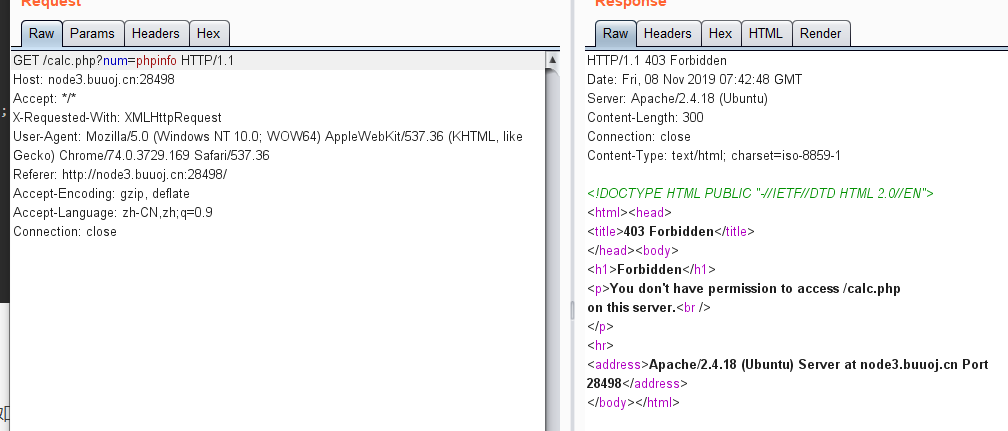 Request
Raw Params Headers Hex
GET /calc.php?num=phpinfo HTTP/1.1
Host: node3.buuoj.cn:28498
Accept: */*
X-Requested-With: XMLHttpRequest
User-Agent: Mozilla/5.0 (Windows NT 10.0; WOW64) AppleWebKit/537.36 (KHTML, like
Gecko) Chrome/74.0.3729.169 Safari/537.36
Referer: http://node3.buuoj.cn:28498/
Accept-Encoding: gzip, deflate
Accept-Language: zh-CN,zh;q=0.9
Connection: close
Response
Raw Headers Hex HTML Render
HTTP/1.1 403 Forbidden
Date: Fri, 08 Nov 2019 07:42:48 GMT
Server: Apache/2.4.18 (Ubuntu)
Content-Length: 300
Connection: close
Content-Type: text/html; charset=iso-8859-1

<!DOCTYPE HTML PUBLIC "-//IETF//DTD HTML 2.0//EN">
<html><head>
<title>403 Forbidden</title>
</head><body>
<h1>Forbidden</h1>
<p>You don't have permission to access /calc.php
on this server.<br />
</p>
<hr>
<address>Apache/2.4.18 (Ubuntu) Server at node3.buuoj.cn Port
28498</address>
</body></html>